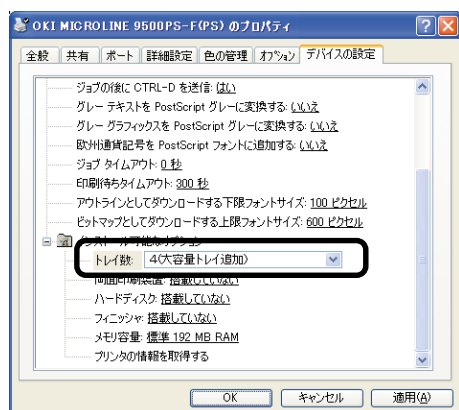 OKI MICROLINE 9500PS-F(PS) のプロパティ
全般 共有 ポート 詳細設定 色の管理 オプション デバイスの設定
ジョブの後に CTRL-D を送信: はい
グレー テキストを PostScript グレーに変換する: いいえ
グレー グラフィックスを PostScript グレーに変換する: いいえ
欧州通貨記号を PostScript フォントに追加する: いいえ
ジョブ タイムアウト: 0 秒
印刷待ちタイムアウト: 300 秒
アウトラインとしてダウンロードする下限フォントサイズ: 100 ピクセル
ビットマップとしてダウンロードする上限フォントサイズ: 600 ピクセル
インストール可能なオプション
トレイ数: 4(大容量トレイ追加)
両面印刷装置: 搭載していない
ハードディスク: 搭載していない
フィニッシャ: 搭載していない
メモリ容量: 標準 192 MB RAM
プリンタの情報を取得する
OK キャンセル 適用(A)